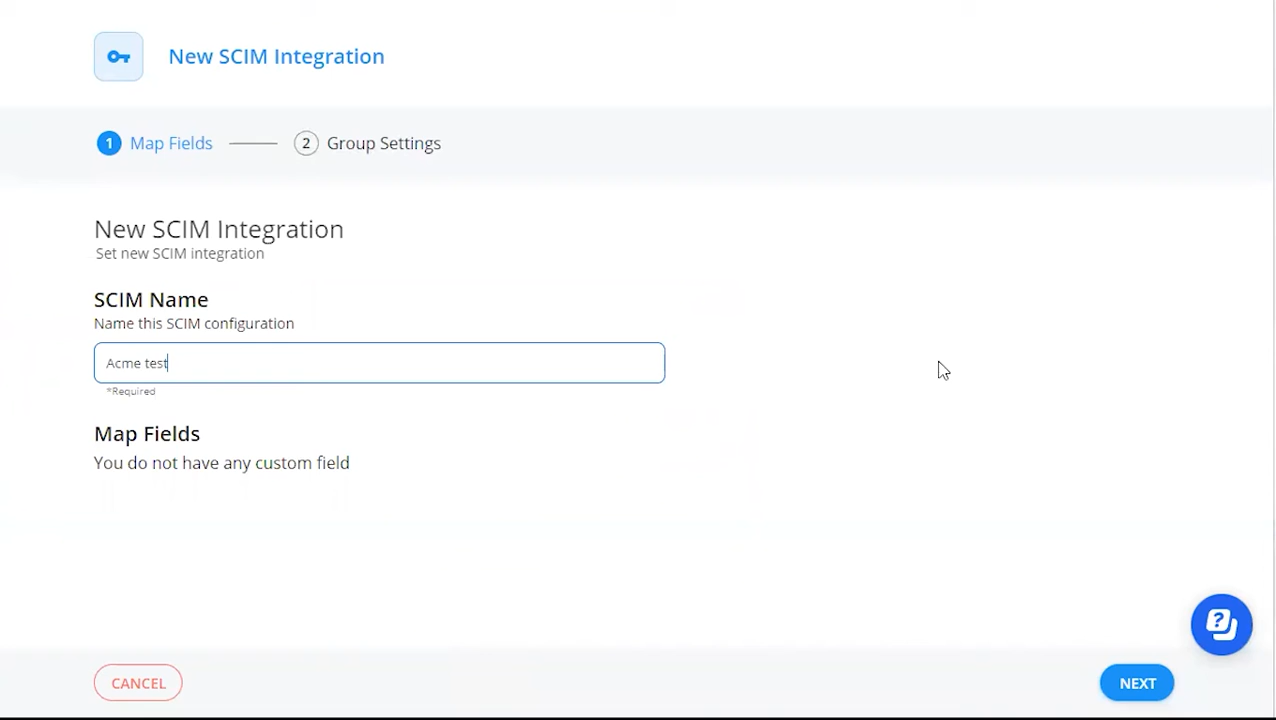 New SCIM Integration
1 Map Fields
2 Group Settings
New SCIM Integration
Set new SCIM integration
SCIM Name
Name this SCIM configuration
Acme test
*Required
Map Fields
You do not have any custom field
?
CANCEL
NEXT